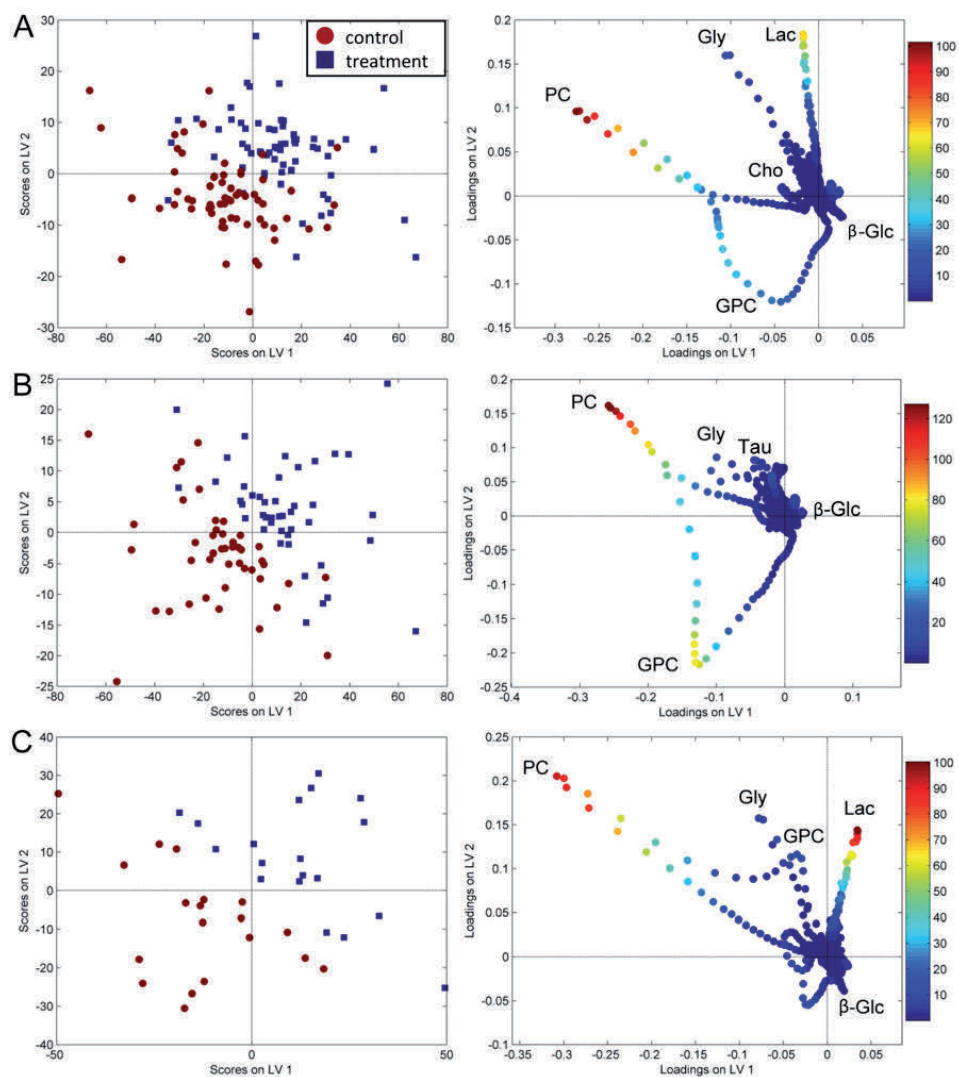 A
control
treatment
30
20
10
0
-10
-20
-30
-80 -60 -40 -20 0 20 40 60 80
Scores on LV 1
Scores on LV 2
0.2
0.15
0.1
0.05
0
-0.05
-0.1
-0.15
-0.3 -0.25 -0.2 -0.15 -0.1 -0.05 0 0.05
Loadings on LV 1
Loadings on LV 2
Gly
Lac
PC
Cho
β-Glc
GPC
100
90
80
70
60
50
40
30
20
10
B
25
20
15
10
5
0
-5
-10
-15
-20
-25
-80 -60 -40 -20 0 20 40 60 80
Scores on LV 1
Scores on LV 2
0.2
0.15
0.1
0.05
0
-0.05
-0.1
-0.15
-0.2
-0.25
-0.4 -0.3 -0.2 -0.1 0 0.1
Loadings on LV 1
Loadings on LV 2
PC
Gly
Tau
β-Glc
GPC
120
100
80
60
40
20
C
40
30
20
10
0
-10
-20
-30
-40
-50 0 50
Scores on LV 1
Scores on LV 2
0.25
0.2
0.15
0.1
0.05
0
-0.05
-0.1
-0.35 -0.3 -0.25 -0.2 -0.15 -0.1 -0.05 0 0.05
Loadings on LV 1
Loadings on LV 2
PC
Gly
GPC
Lac
β-Glc
100
90
80
70
60
50
40
30
20
10